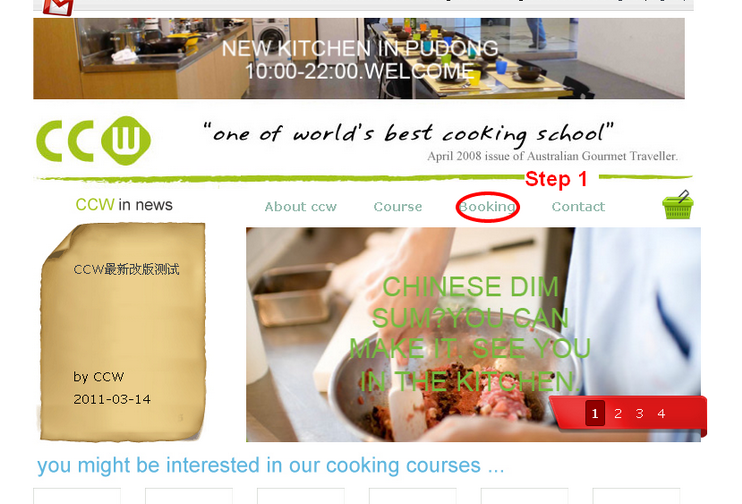 NEW KITCHEN IN PUDONG
10:00-22:00.WELCOME
CCW
“one of world's best cooking school”
April 2008 issue of Australian Gourmet Traveller.
Step 1
CCW in news
About ccw
Course
Booking
Contact
CCW最新改版测试
by CCW
2011-03-14
CHINESE DIM
SUM?YOU CAN
MAKE IT. SEE YOU
IN THE KITCHEN.
1 2 3 4
you might be interested in our cooking courses ...